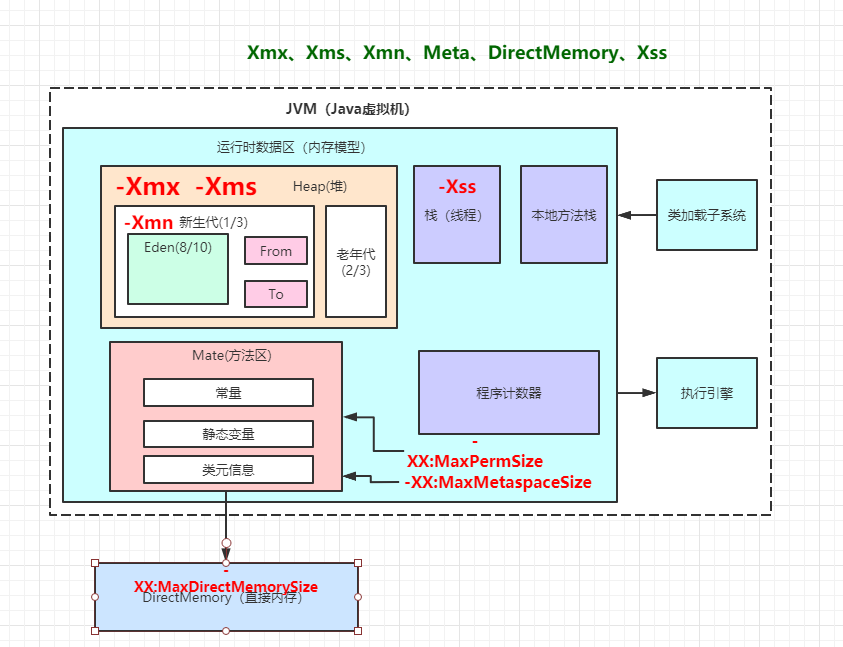 Xmx、Xms、Xmn、Meta、DirectMemory、Xss
JVM（Java虚拟机）
运行时数据区（内存模型）
-Xmx -Xms Heap(堆)
-Xmn 新生代(1/3)
Eden(8/10)
From
To
老年代
(2/3)
-Xss
栈（线程）
本地方法栈
类加载子系统
Mate(方法区)
常量
静态变量
类元信息
程序计数器
执行引擎
-
XX:MaxPermSize
-XX:MaxMetaspaceSize
-
XX:MaxDirectMemorySize
DirectMemory（直接内存）